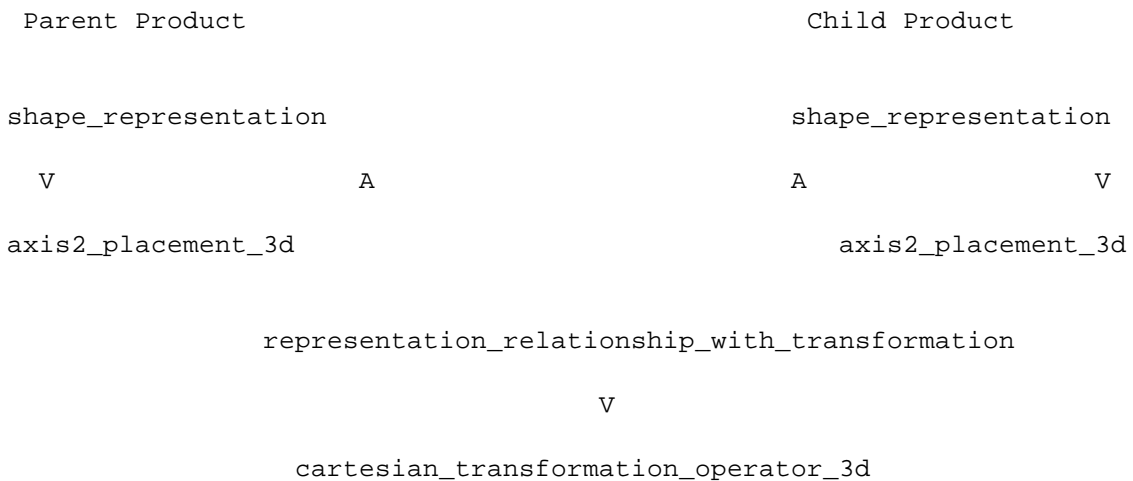 Parent Product Child Product
shape_representation shape_representation
V A A V
axis2_placement_3d axis2_placement_3d
representation_relationship_with_transformation
V
cartesian_transformation_operator_3d